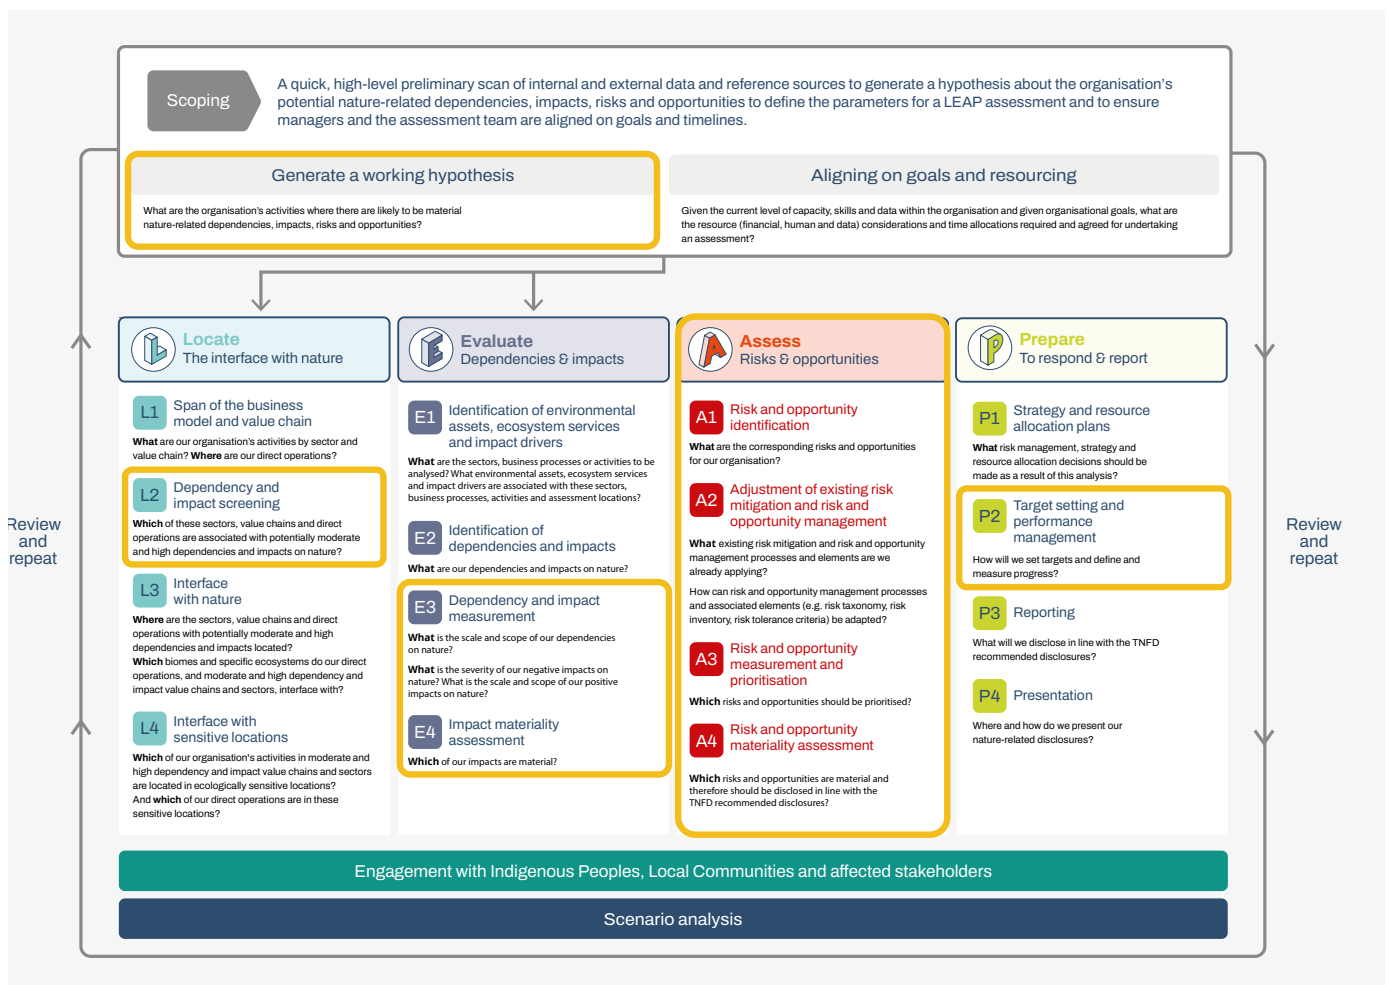 Scoping
A quick, high-level preliminary scan of internal and external data and reference sources to generate a hypothesis about the organisation's
potential nature-related dependencies, impacts, risks and opportunities to define the parameters for a LEAP assessment and to ensure
managers and the assessment team are aligned on goals and timelines.
Generate a working hypothesis
What are the organisation's activities where there are likely to be material
nature-related dependencies, impacts, risks and opportunities?
Aligning on goals and resourcing
Given the current level of capacity, skills and data within the organisation and given organisational goals, what are
the resource (financial, human and data) considerations and time allocations required and agreed for undertaking
an assessment?
Review
and
repeat
L
Locate
The interface with nature
L1
Span of the business
model and value chain
What are our organisation's activities by sector and
value chain? Where are our direct operations?
L2
Dependency and
impact screening
Which of these sectors, value chains and direct
operations are associated with potentially moderate
and high dependencies and impacts on nature?
L3
Interface
with nature
Where are the sectors, value chains and direct
operations with potentially moderate and high
dependencies and impacts located?
Which biomes and specific ecosystems do our direct
operations, and moderate and high dependency and
impact value chains and sectors, interface with?
L4
Interface with
sensitive locations
Which of our organisation's activities in moderate and
high dependency and impact value chains and sectors
are located in ecologically sensitive locations?
And which of our direct operations are in these
sensitive locations?
E
Evaluate
Dependencies & impacts
E1
Identification of environmental
assets, ecosystem services
and impact drivers
What are the sectors, business processes or activities to be
analysed? What environmental assets, ecosystem services
and impact drivers are associated with these sectors,
business processes, activities and assessment locations?
E2
Identification of
dependencies and impacts
What are our dependencies and impacts on nature?
E3
Dependency and impact
measurement
What is the scale and scope of our dependencies
on nature?
What is the severity of our negative impacts on
nature? What is the scale and scope of our positive
impacts on nature?
E4
Impact materiality
assessment
Which of our impacts are material?
A
Assess
Risks & opportunities
A1
Risk and opportunity
identification
What are the corresponding risks and opportunities
for our organisation?
A2
Adjustment of existing risk
mitigation and risk and
opportunity management
What existing risk mitigation and risk and opportunity
management processes and elements are we
already applying?
How can risk and opportunity management processes
and associated elements (e.g. risk taxonomy, risk
inventory, risk tolerance criteria) be adapted?
A3
Risk and opportunity
measurement and
prioritisation
Which risks and opportunities should be prioritised?
A4
Risk and opportunity
materiality assessment
Which risks and opportunities are material and
therefore should be disclosed in line with the
TNFD recommended disclosures?
P
Prepare
To respond & report
P1
Strategy and resource
allocation plans
What risk management, strategy and
resource allocation decisions should be
made as a result of this analysis?
P2
Target setting and
performance
management
How will we set targets and define and
measure progress?
P3
Reporting
What will we disclose in line with the TNFD
recommended disclosures?
P4
Presentation
Where and how do we present our
nature-related disclosures?
Review
and
repeat
Engagement with Indigenous Peoples, Local Communities and affected stakeholders
Scenario analysis